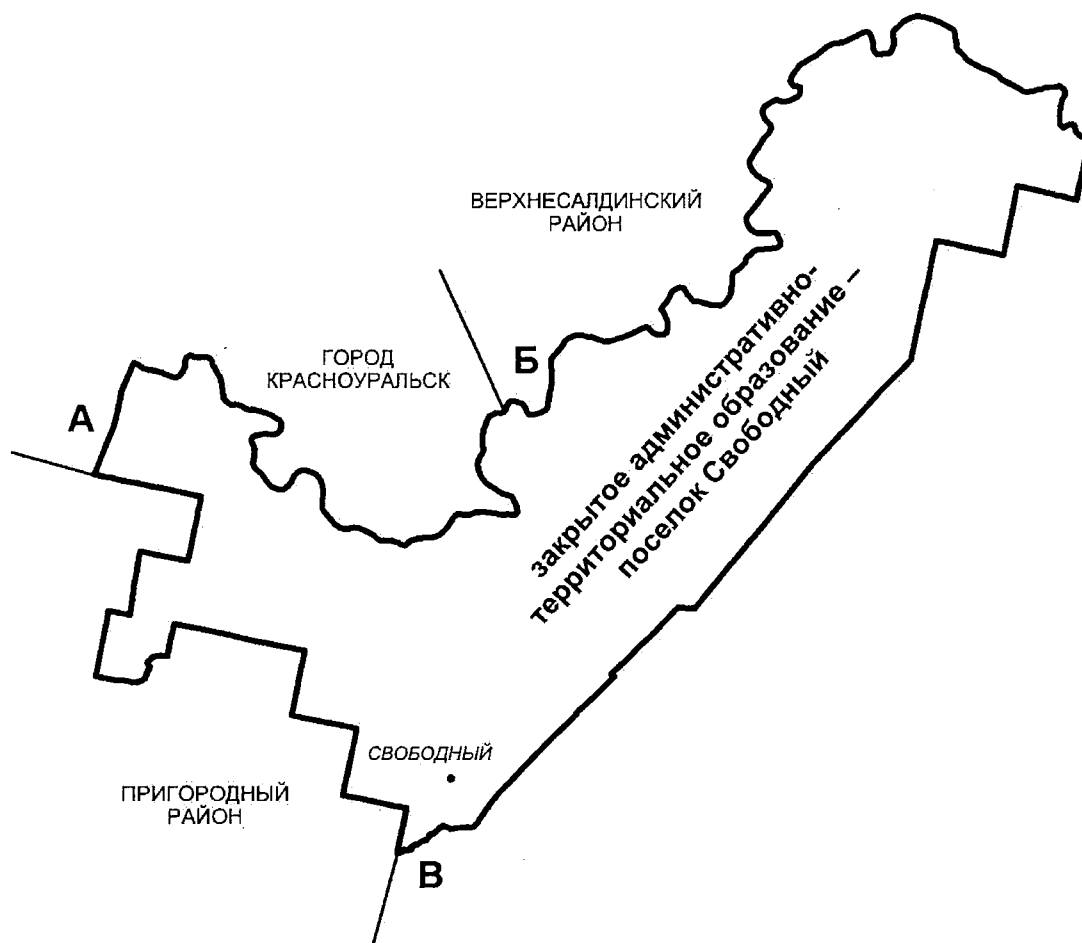 ВЕРХНЕСАЛДИНСКИЙ
РАЙОН
Б
ГОРОД
КРАСНОУРАЛЬСК
А
закрытое административно-
территориальное образование –
поселок Свободный
СВОБОДНЫЙ
ПРИГОРОДНЫЙ
РАЙОН
В